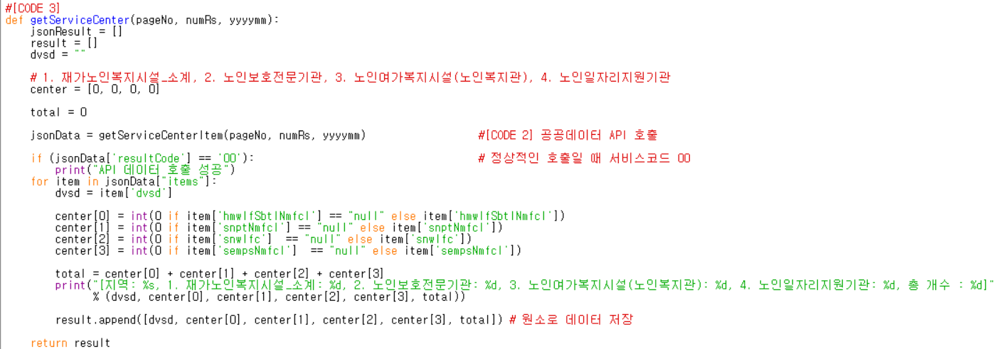 #[CODE 3]
def getServiceCenter(pageNo, numRs, yyyymm):
    jsonResult = []
    result = []
    dvsd = ""

    # 1. 재가노인복지시설_소계, 2. 노인보호전문기관, 3. 노인여가복지시설(노인복지관), 4. 노인일자리지원기관
    center = [0, 0, 0, 0]

    total = 0

    jsonData = getServiceCenterItem(pageNo, numRs, yyyymm)                  #[CODE 2] 공공데이터 API 호출

    if (jsonData['resultCode'] == '00'):                                    # 정상적인 호출일 때 서비스코드 00
        print("API 데이터 호출 성공")
    for item in jsonData["items"]:
        dvsd = item['dvsd']

        center[0] = int(0 if item['hmwlfSbtlNmfcl'] == "null" else item['hmwlfSbtlNmfcl'])
        center[1] = int(0 if item['snptNmfcl'] == "null" else item['snptNmfcl'])
        center[2] = int(0 if item['snwlfc']  == "null" else item['snwlfc'])
        center[3] = int(0 if item['sempsNmfcl']  == "null" else item['sempsNmfcl'])

        total = center[0] + center[1] + center[2] + center[3]
        print("[지역: %s, 1. 재가노인복지시설_소계: %d, 2. 노인보호전문기관: %d, 3. 노인여가복지시설(노인복지관): %d, 4. 노인일자리지원기관: %d, 총 개수 : %d]"
              % (dvsd, center[0], center[1], center[2], center[3], total))

        result.append([dvsd, center[0], center[1], center[2], center[3], total]) # 원소로 데이터 저장

    return result